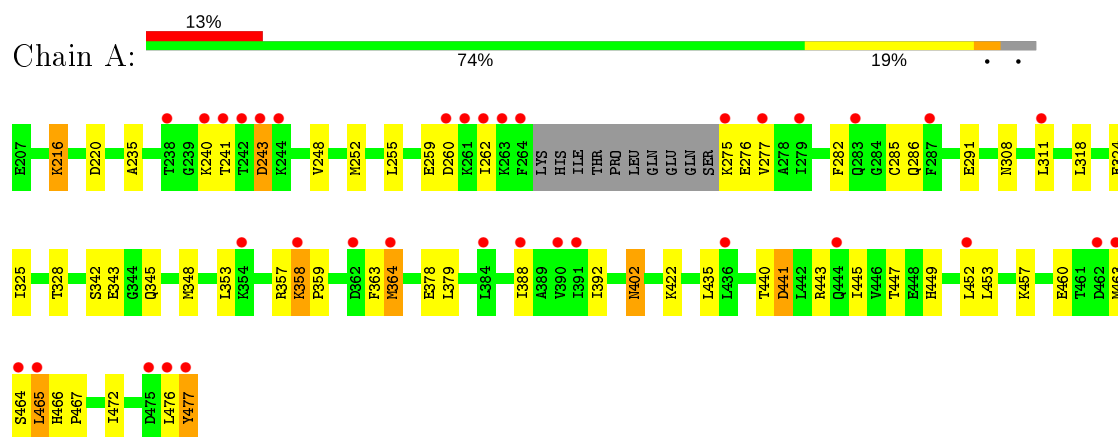 13%
Chain A:
74% 19% • •
E207 K216 D220 A235 T238 G239 K240 T241 T242 D243 K244 V248 M252 L255 E259 D260 K261 I262 K263 F264 LYS HIS ILE THR PRO LEU GLN GLU GLN SER K275 E276 V277 A278 I279 F282 Q283 G284 C285 Q286 F287 E291 N308 L311 L318
I325 T328 S342 E343 G344 Q345 M348 L353 K354 R357 K358 P359 D362 F363 M364 E378 L379 L384 I388 A389 V390 I391 I392 N402 K422 L435 L436 T440 D441 L442 R443 Q444 I445 V446 T447 E448 H449 L452 L453 K457 E460 T461 D462
S464 L465 H466 P467 I472 D475 L476 Y477